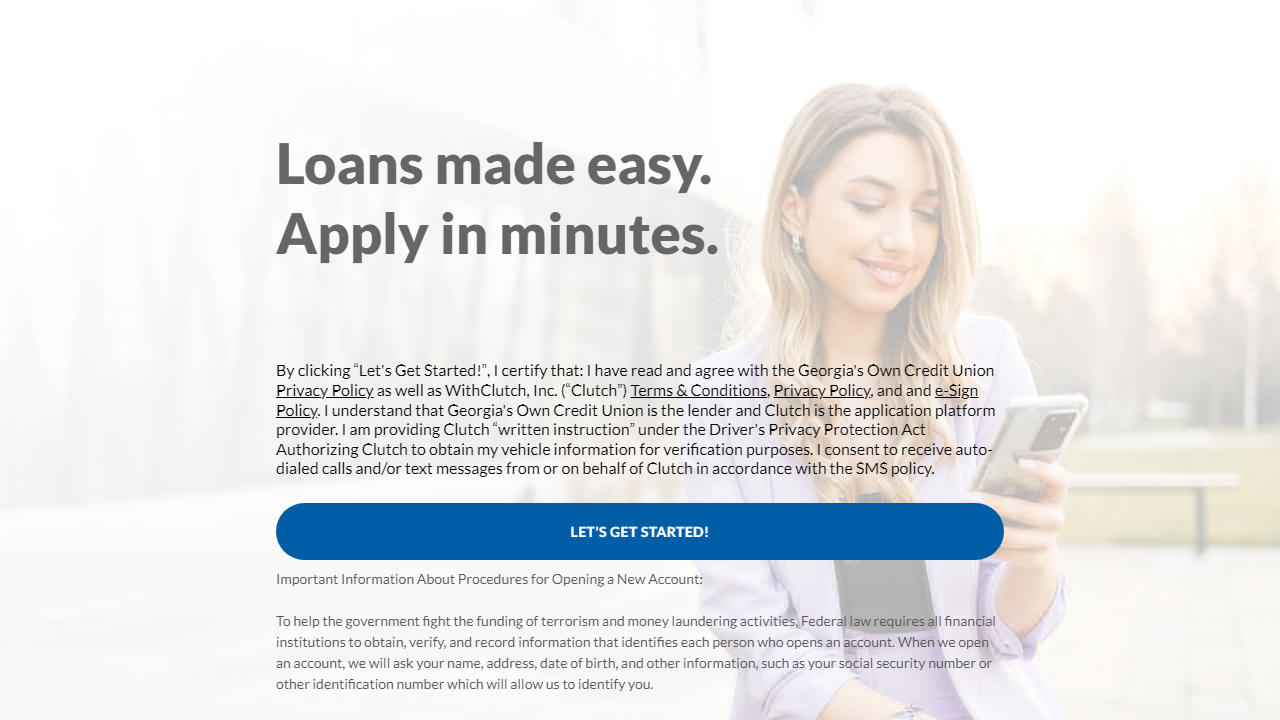 Loans made easy.
Apply in minutes.
By clicking “Let's Get Started!”, I certify that: I have read and agree with the Georgia's Own Credit Union
Privacy Policy as well as WithClutch, Inc. (“Clutch”) Terms & Conditions, Privacy Policy, and and e-Sign
Policy. I understand that Georgia's Own Credit Union is the lender and Clutch is the application platform
provider. I am providing Clutch “written instruction” under the Driver's Privacy Protection Act
Authorizing Clutch to obtain my vehicle information for verification purposes. I consent to receive auto-
dialed calls and/or text messages from or on behalf of Clutch in accordance with the SMS policy.
LET'S GET STARTED!
Important Information About Procedures for Opening a New Account:
To help the government fight the funding of terrorism and money laundering activities, Federal law requires all financial
institutions to obtain, verify, and record information that identifies each person who opens an account. When we open
an account, we will ask your name, address, date of birth, and other information, such as your social security number or
other identification number which will allow us to identify you.